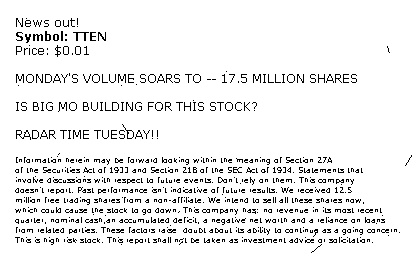 News out!
Symbol: TTEN
Price: $0.01
MONDAY'S VOLUME SOARS TO -- 17.5 MILLION SHARES
IS BIG MO BUILDING FOR THIS STOCK?
RADAR TIME TUESDAY!!
Information herein may be forward looking within the meaning of Section 27A
of the Securities Act of 1933 and Section 21B of the SEC Act of 1934. Statements that
involve discussions with respect to future events. Don't rely on them. This company
doesn't report. Past performance isn't indicative of future results. We received 12.5
million free trading shares from a non-affiliate. We intend to sell all these shares now,
which could cause the stock to go down. This company has: no revenue in its most recent
quarter, nominal cash,an accumulated deficit, a negative net worth and a reliance on loans
from related parties. These factors raise doubt about its ability to continue as a going concern.
This is high risk stock. This report shall not be taken as investment advice or solicitation.